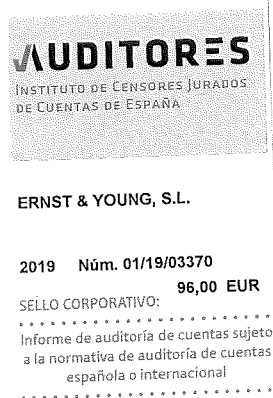 AUDITORES
INSTITUTO DE CENSORES JURADOS
DE CUENTAS DE ESPAÑA
ERNST & YOUNG, S.L.
2019 Núm. 01/19/03370
96,00 EUR
SELLO CORPORATIVO:
Informe de auditoría de cuentas sujeto
a la normativa de auditoría de cuentas
española o internacional